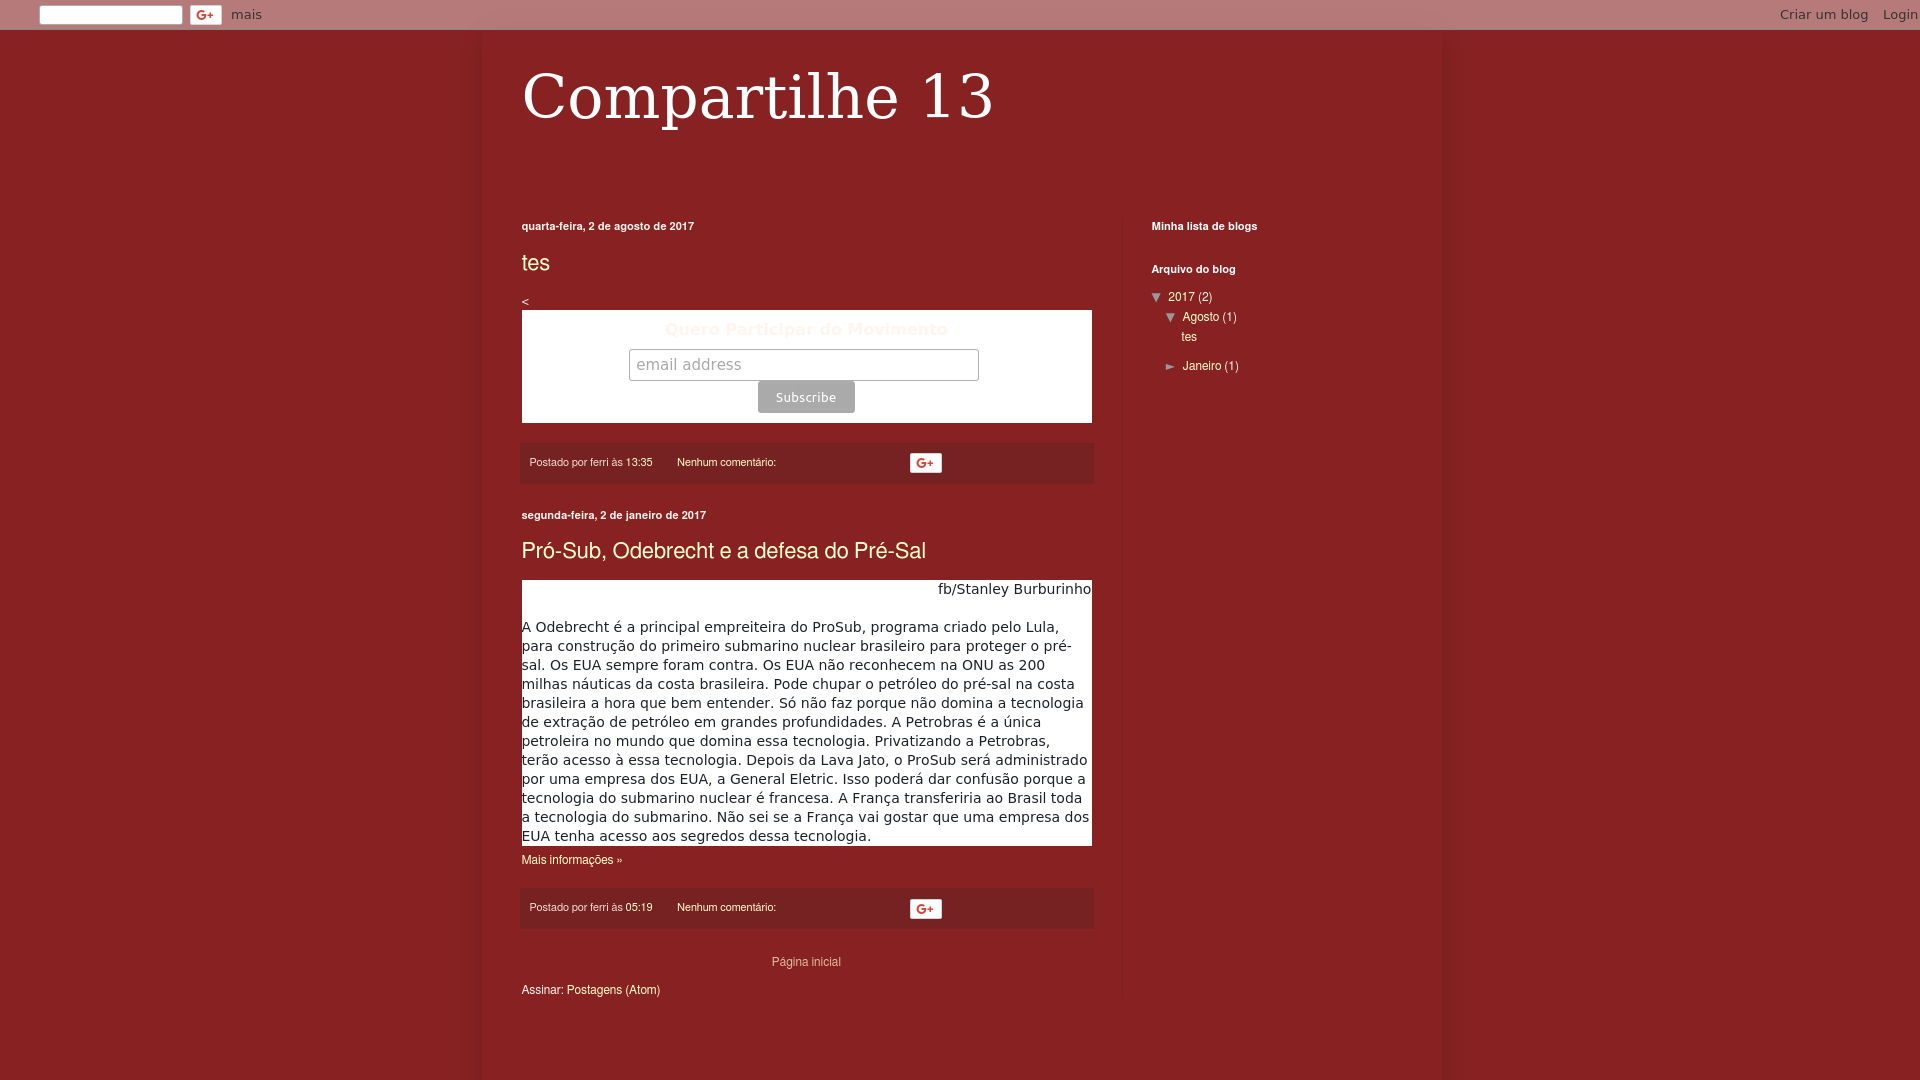 G+ mais Criar um blog Login
Compartilhe 13
quarta-feira, 2 de agosto de 2017
tes
<
Quero Participar do Movimento
email address
Subscribe
Postado por ferri às 13:35 Nenhum comentário: G+
segunda-feira, 2 de janeiro de 2017
Pró-Sub, Odebrecht e a defesa do Pré-Sal
fb/Stanley Burburinho
A Odebrecht é a principal empreiteira do ProSub, programa criado pelo Lula,
para construção do primeiro submarino nuclear brasileiro para proteger o pré-
sal. Os EUA sempre foram contra. Os EUA não reconhecem na ONU as 200
milhas náuticas da costa brasileira. Pode chupar o petróleo do pré-sal na costa
brasileira a hora que bem entender. Só não faz porque não domina a tecnologia
de extração de petróleo em grandes profundidades. A Petrobras é a única
petroleira no mundo que domina essa tecnologia. Privatizando a Petrobras,
terão acesso à essa tecnologia. Depois da Lava Jato, o ProSub será administrado
por uma empresa dos EUA, a General Eletric. Isso poderá dar confusão porque a
tecnologia do submarino nuclear é francesa. A França transferiria ao Brasil toda
a tecnologia do submarino. Não sei se a França vai gostar que uma empresa dos
EUA tenha acesso aos segredos dessa tecnologia.
Mais informações »
Postado por ferri às 05:19 Nenhum comentário: G+
Página inicial
Assinar: Postagens (Atom)
Minha lista de blogs
Arquivo do blog
▼ 2017 (2)
▼ Agosto (1)
tes
► Janeiro (1)